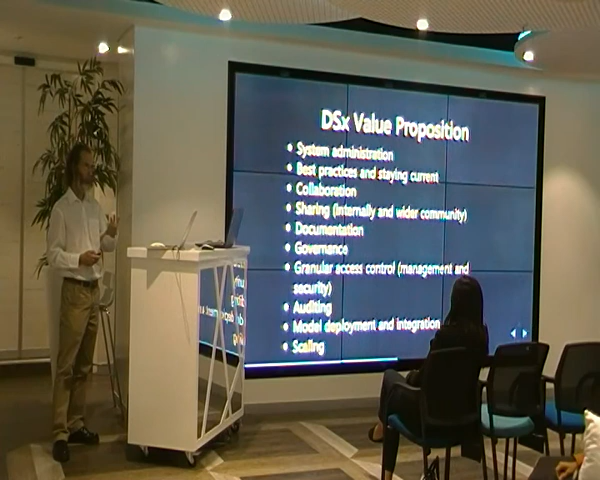 DSx Value Proposition
• System administration
• Best practices and staying current
• Collaboration
• Sharing (internally and wider community)
• Documentation
• Governance
• Granular access control (management and
security)
• Auditing
• Model deployment and integration
• Scaling